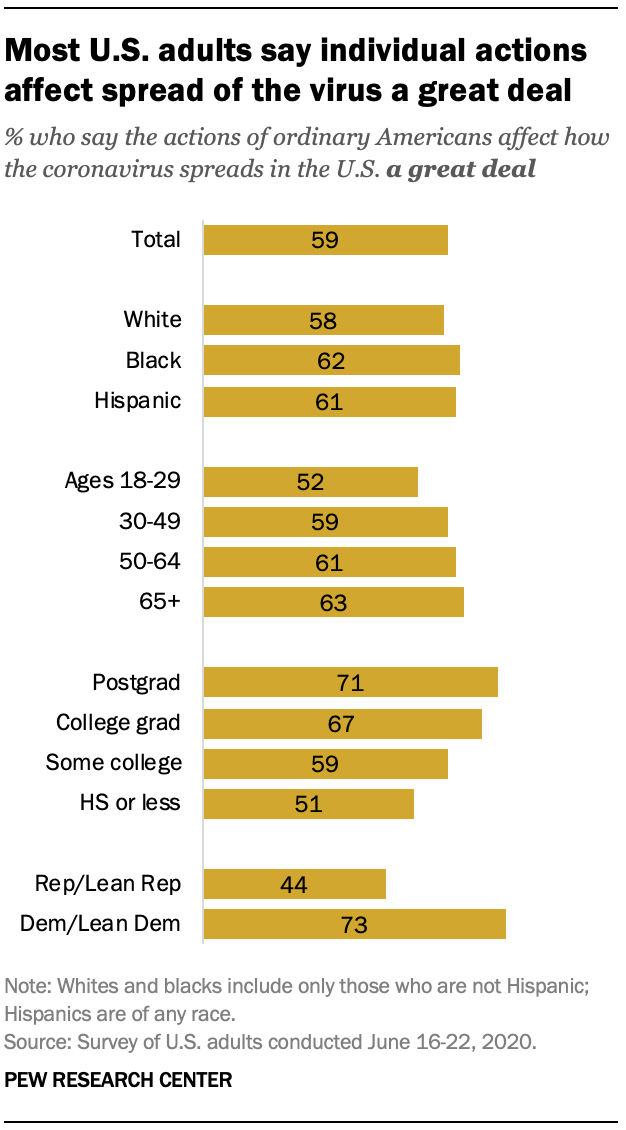 Most U.S. adults say individual actions
affect spread of the virus a great deal
% who say the actions of ordinary Americans affect how
the coronavirus spreads in the U.S. a great deal
Total 59
White 58
Black 62
Hispanic 61
Ages 18-29 52
30-49 59
50-64 61
65+ 63
Postgrad 71
College grad 67
Some college 59
HS or less 51
Rep/Lean Rep 44
Dem/Lean Dem 73
Note: Whites and blacks include only those who are not Hispanic;
Hispanics are of any race.
Source: Survey of U.S. adults conducted June 16-22, 2020.
PEW RESEARCH CENTER